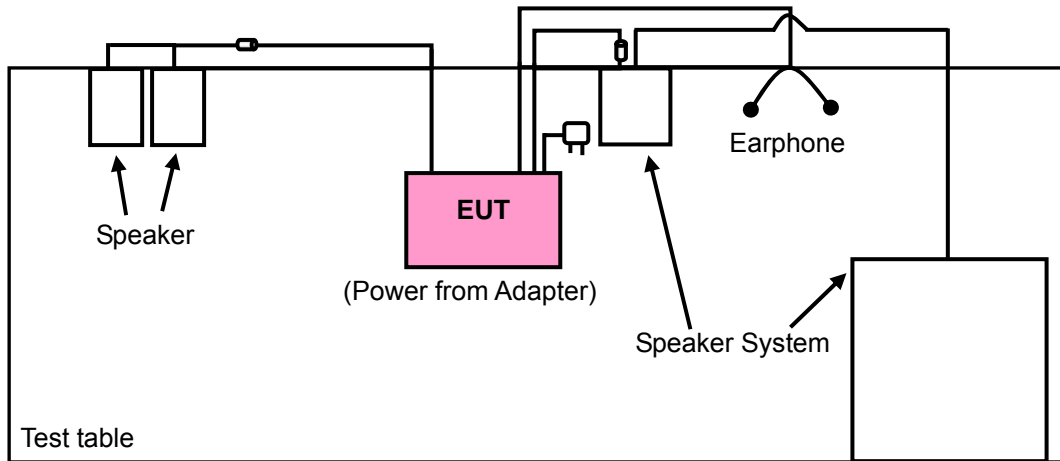 Earphone
EUT
Speaker
(Power from Adapter)
Speaker System
Test table